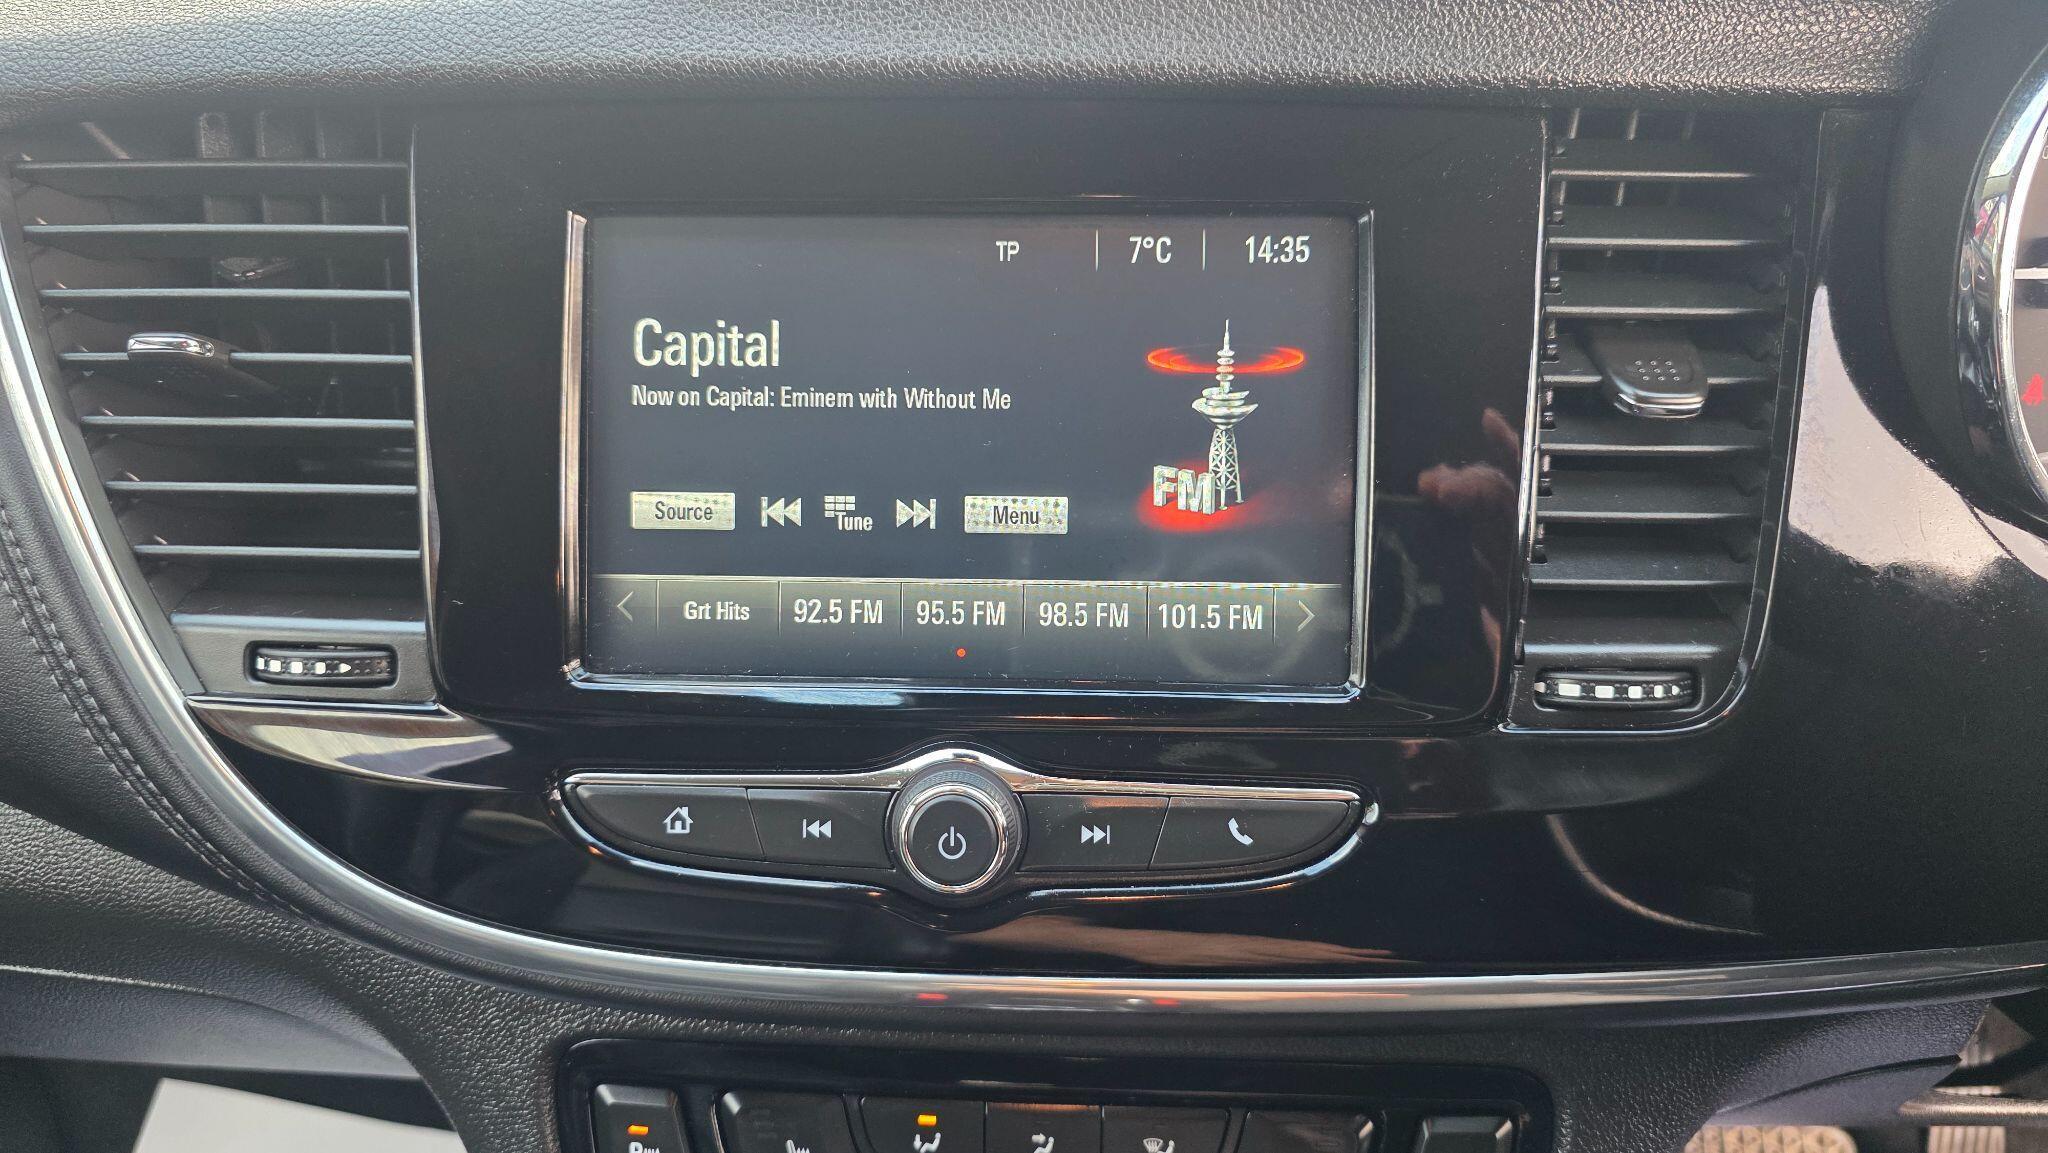 TP 7°C 14:35
Capital
Now on Capital: Eminem with Without Me
FM
Source Tune Menu
Grt Hits 92.5 FM 95.5 FM 98.5 FM 101.5 FM